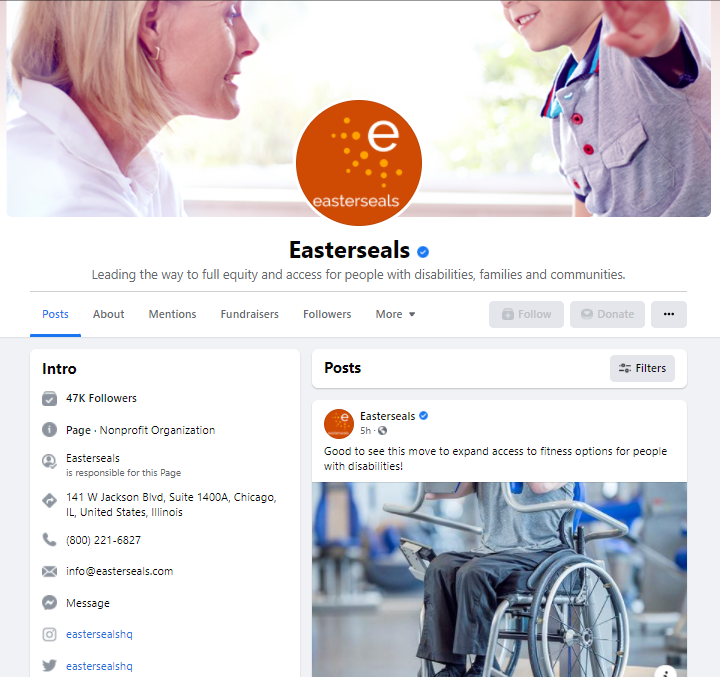 e
easterseals
Easterseals
Leading the way to full equity and access for people with disabilities, families and communities.
Posts
About
Mentions
Fundraisers
Followers
More
Follow
Donate
Intro
47K Followers
Page · Nonprofit Organization
Easterseals
is responsible for this Page
141 W Jackson Blvd, Suite 1400A, Chicago,
IL, United States, Illinois
(800) 221-6827
info@easterseals.com
Message
eastersealshq
eastersealshq
Posts
Filters
e
easterseals
Easterseals
5h ·
Good to see this move to expand access to fitness options for people
with disabilities!